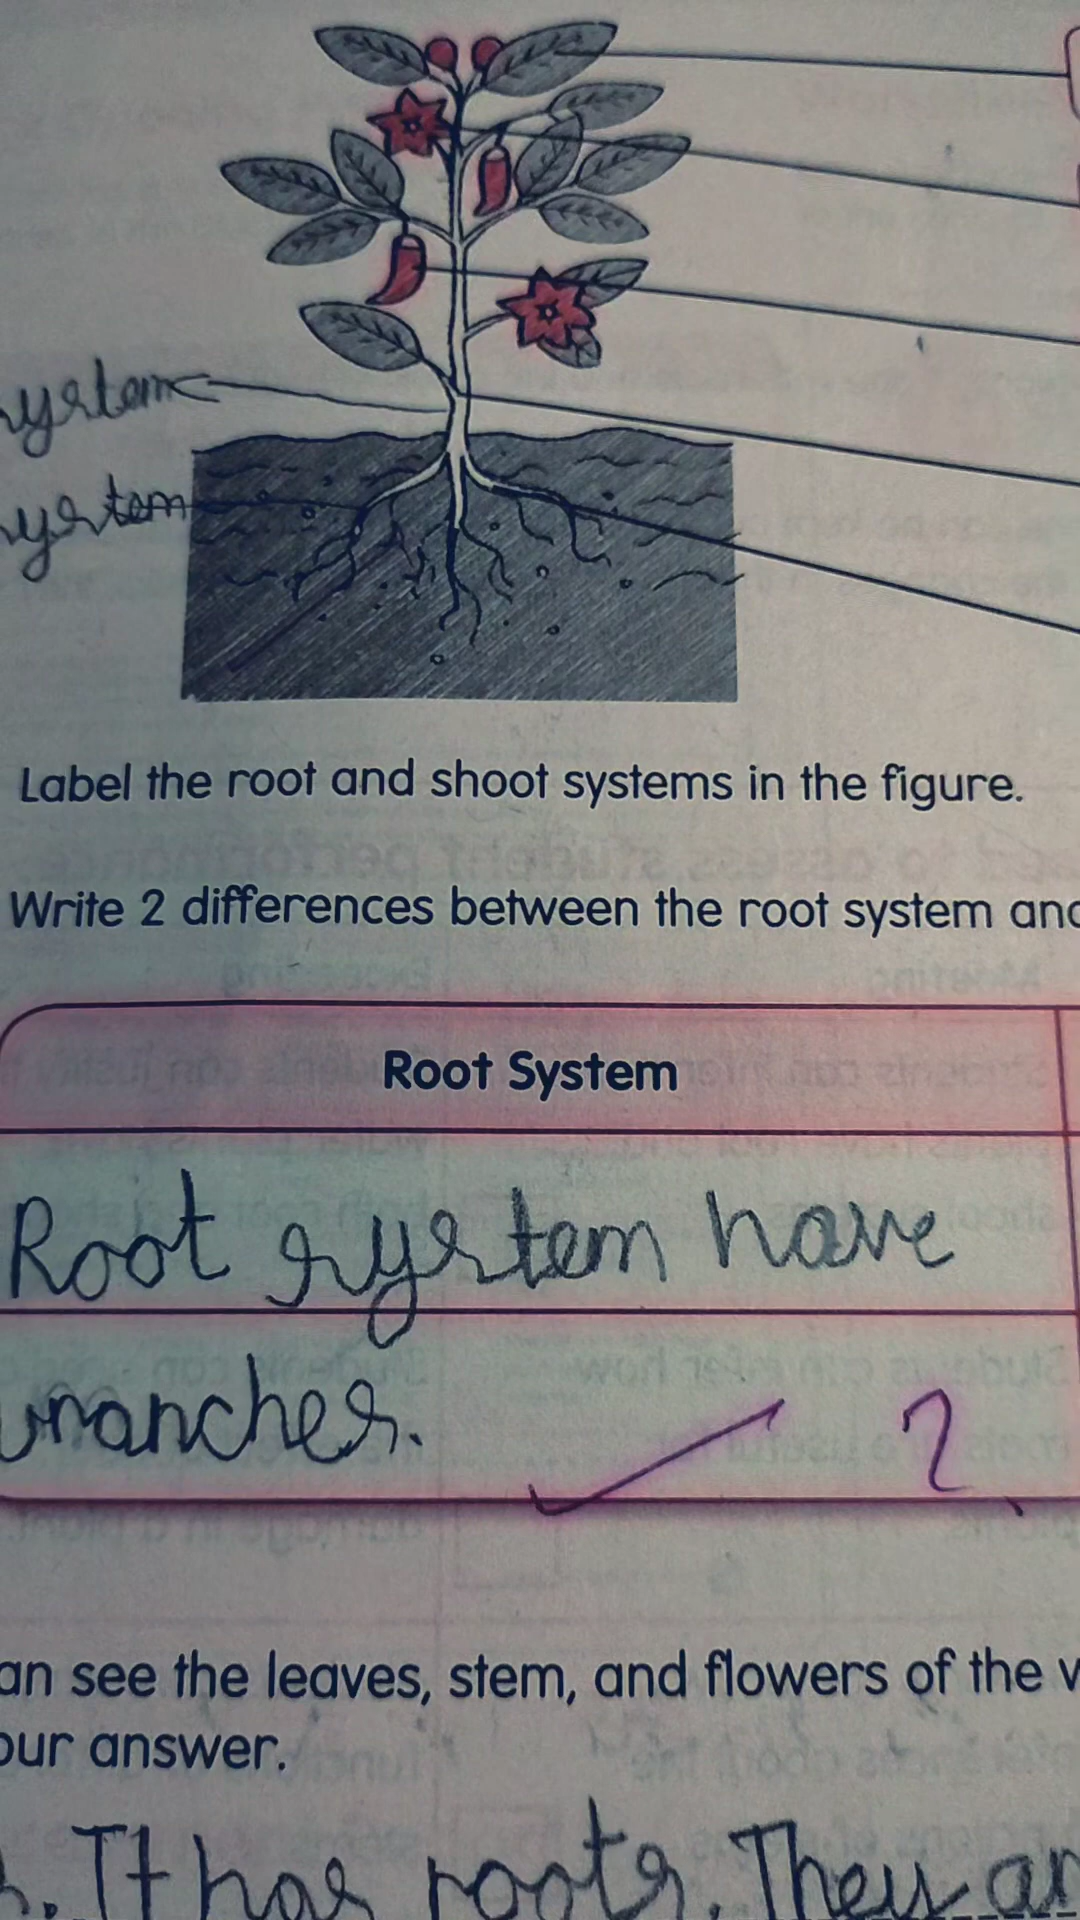 ystem
ystem
Label the root and shoot systems in the figure.
Write 2 differences between the root system and
Root System
Root system have
branches.
2
an see the leaves, stem, and flowers of the
our answer.
. It has roots. They ar